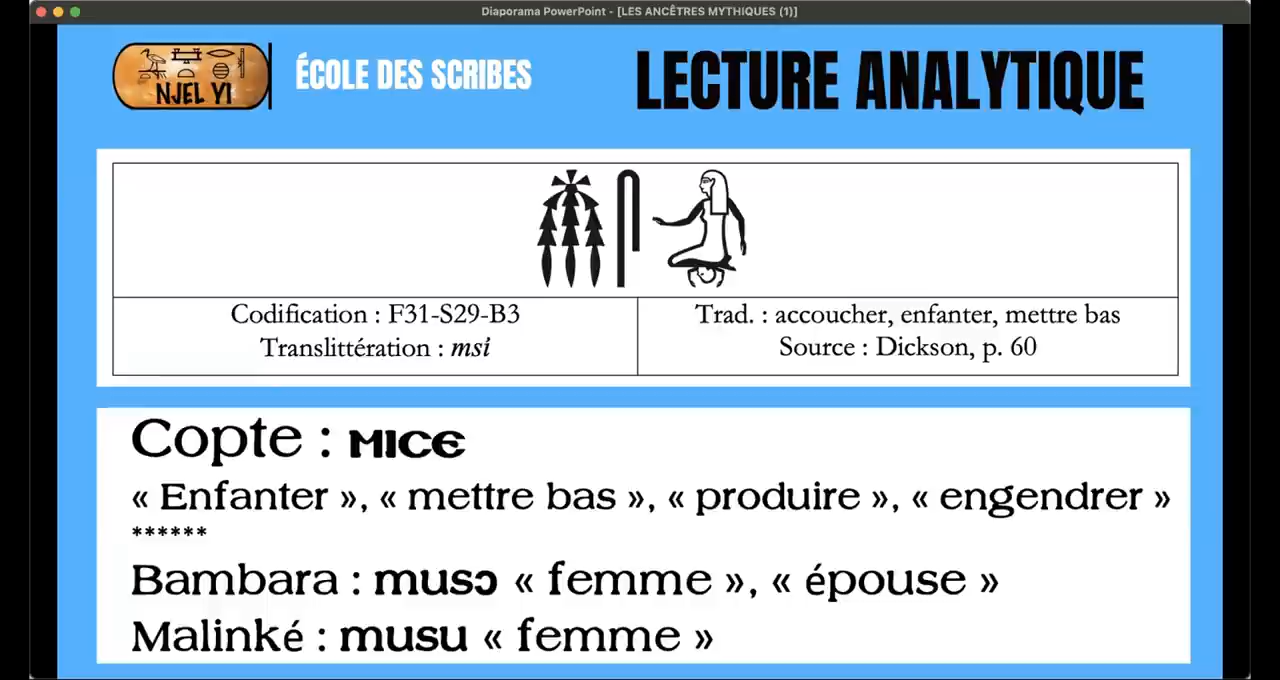 Diaporama PowerPoint - [LES ANCÊTRES MYTHIQUES (1)]
NJEL YI
ÉCOLE DES SCRIBES
LECTURE ANALYTIQUE
Codification : F31-S29-B3
Translittération : msỉ
Trad. : accoucher, enfanter, mettre bas
Source : Dickson, p. 60
Copte : ⲙⲓⲥⲉ
« Enfanter », « mettre bas », « produire », « engendrer »
******
Bambara : musɔ « femme », « épouse »
Malinké : musu « femme »